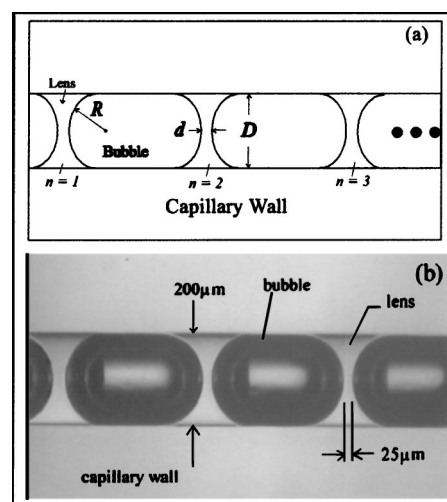 (a)
Lens
R
d
D
Bubble
n = 1
n = 2
n = 3
Capillary Wall
(b)
200μm
bubble
lens
capillary wall
25μm